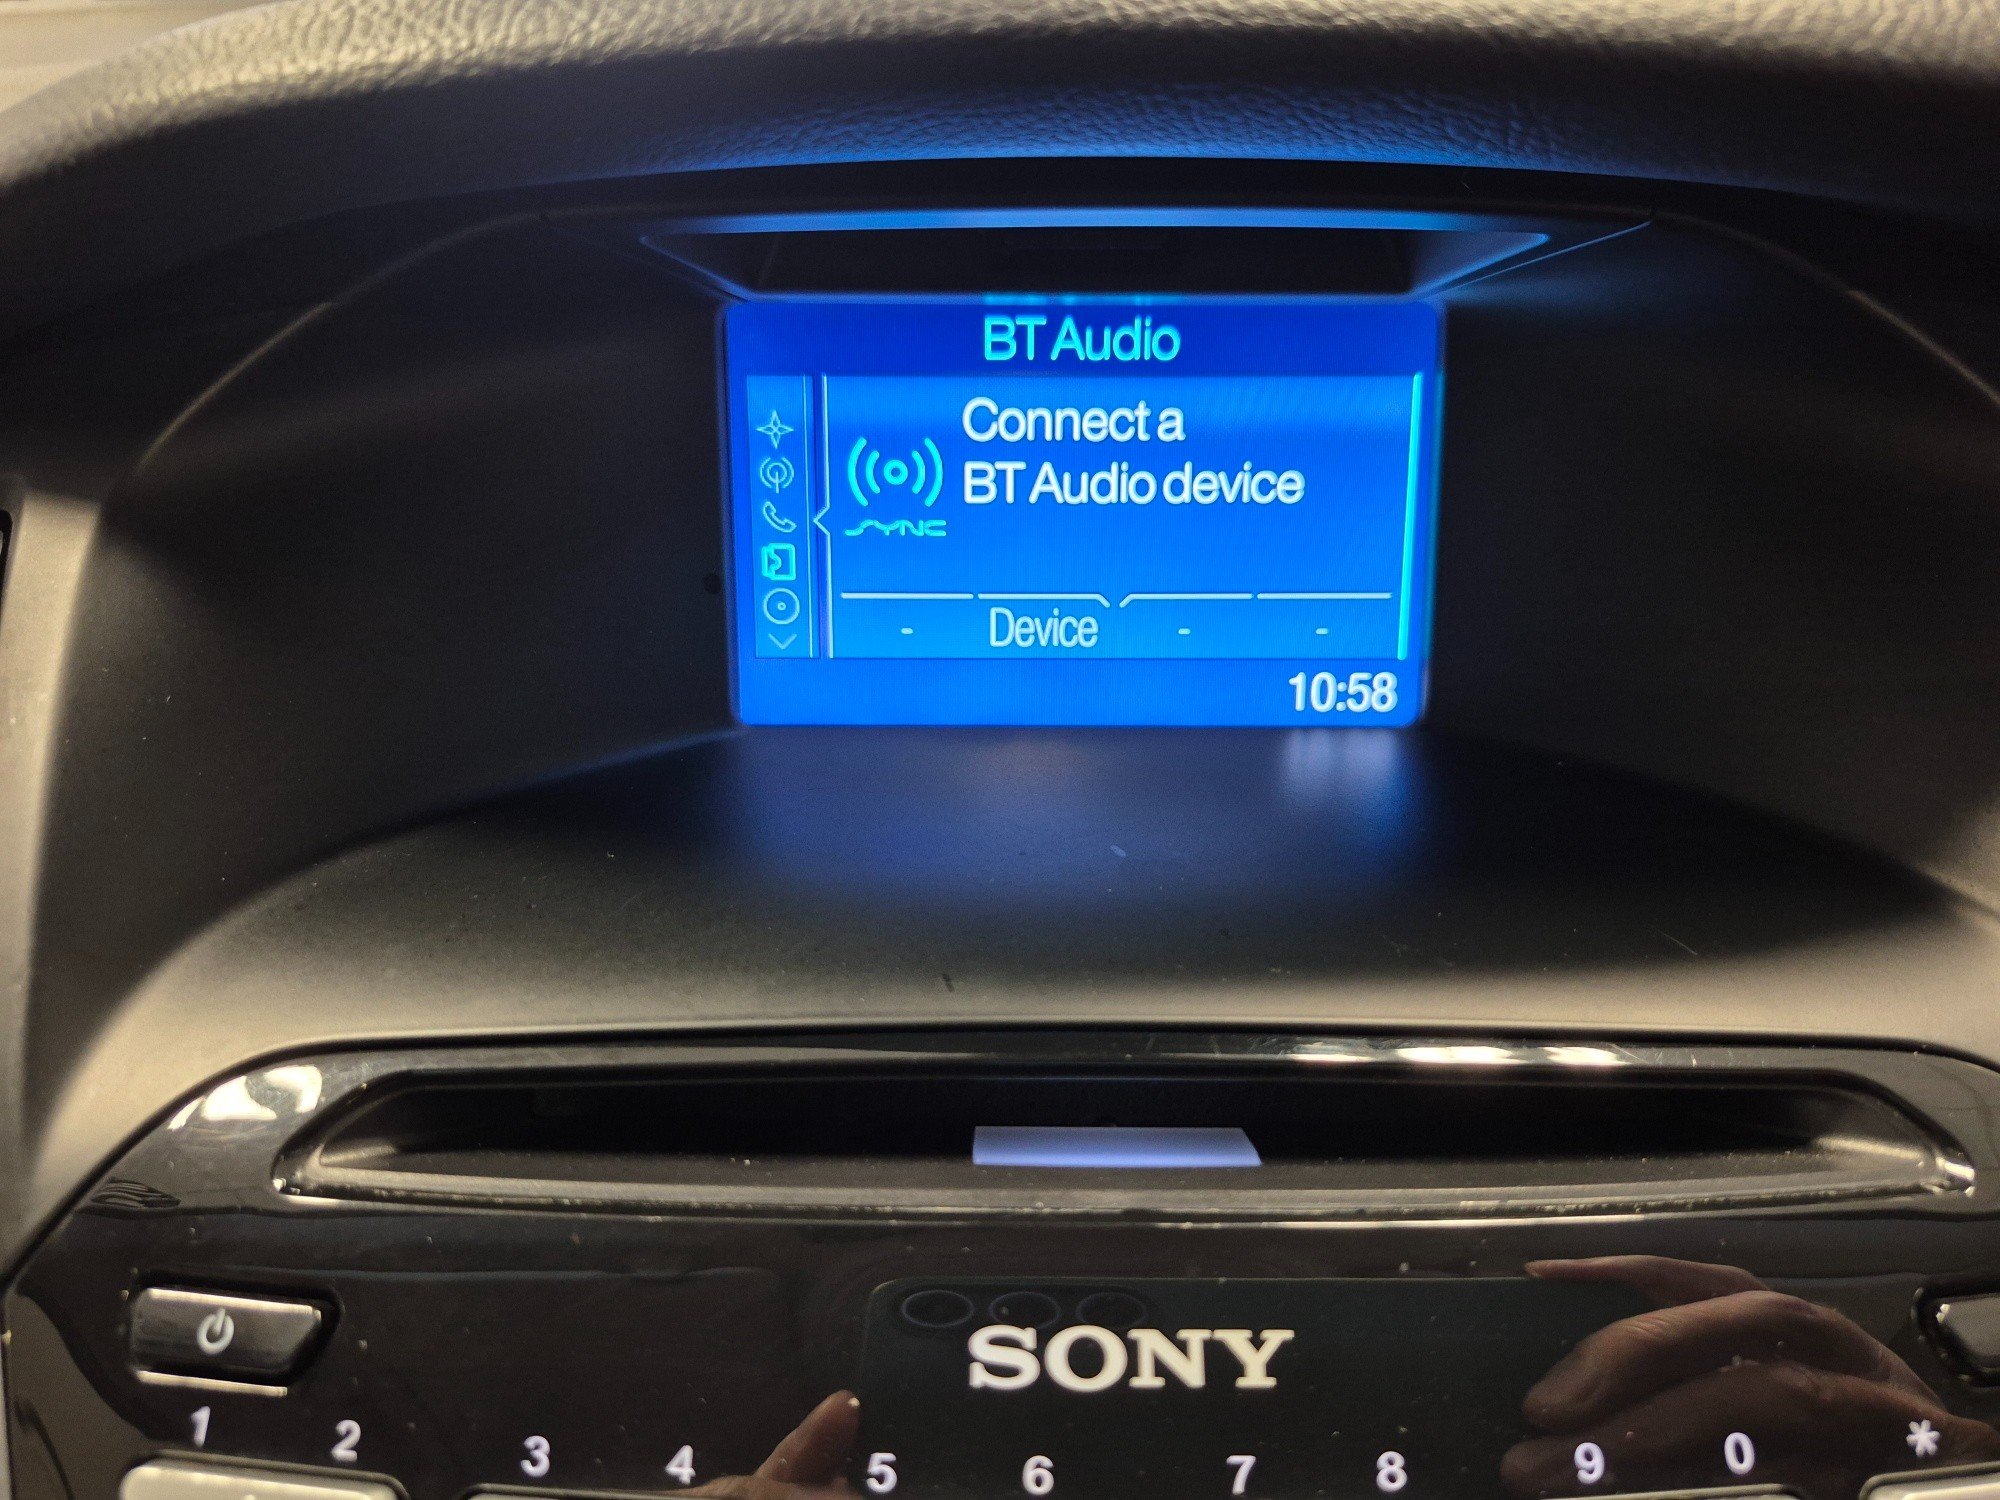 BT Audio
Connect a
BT Audio device
SYNC
- Device - -
10:58
SONY
1 2 3 4 5 6 7 8 9 0 *